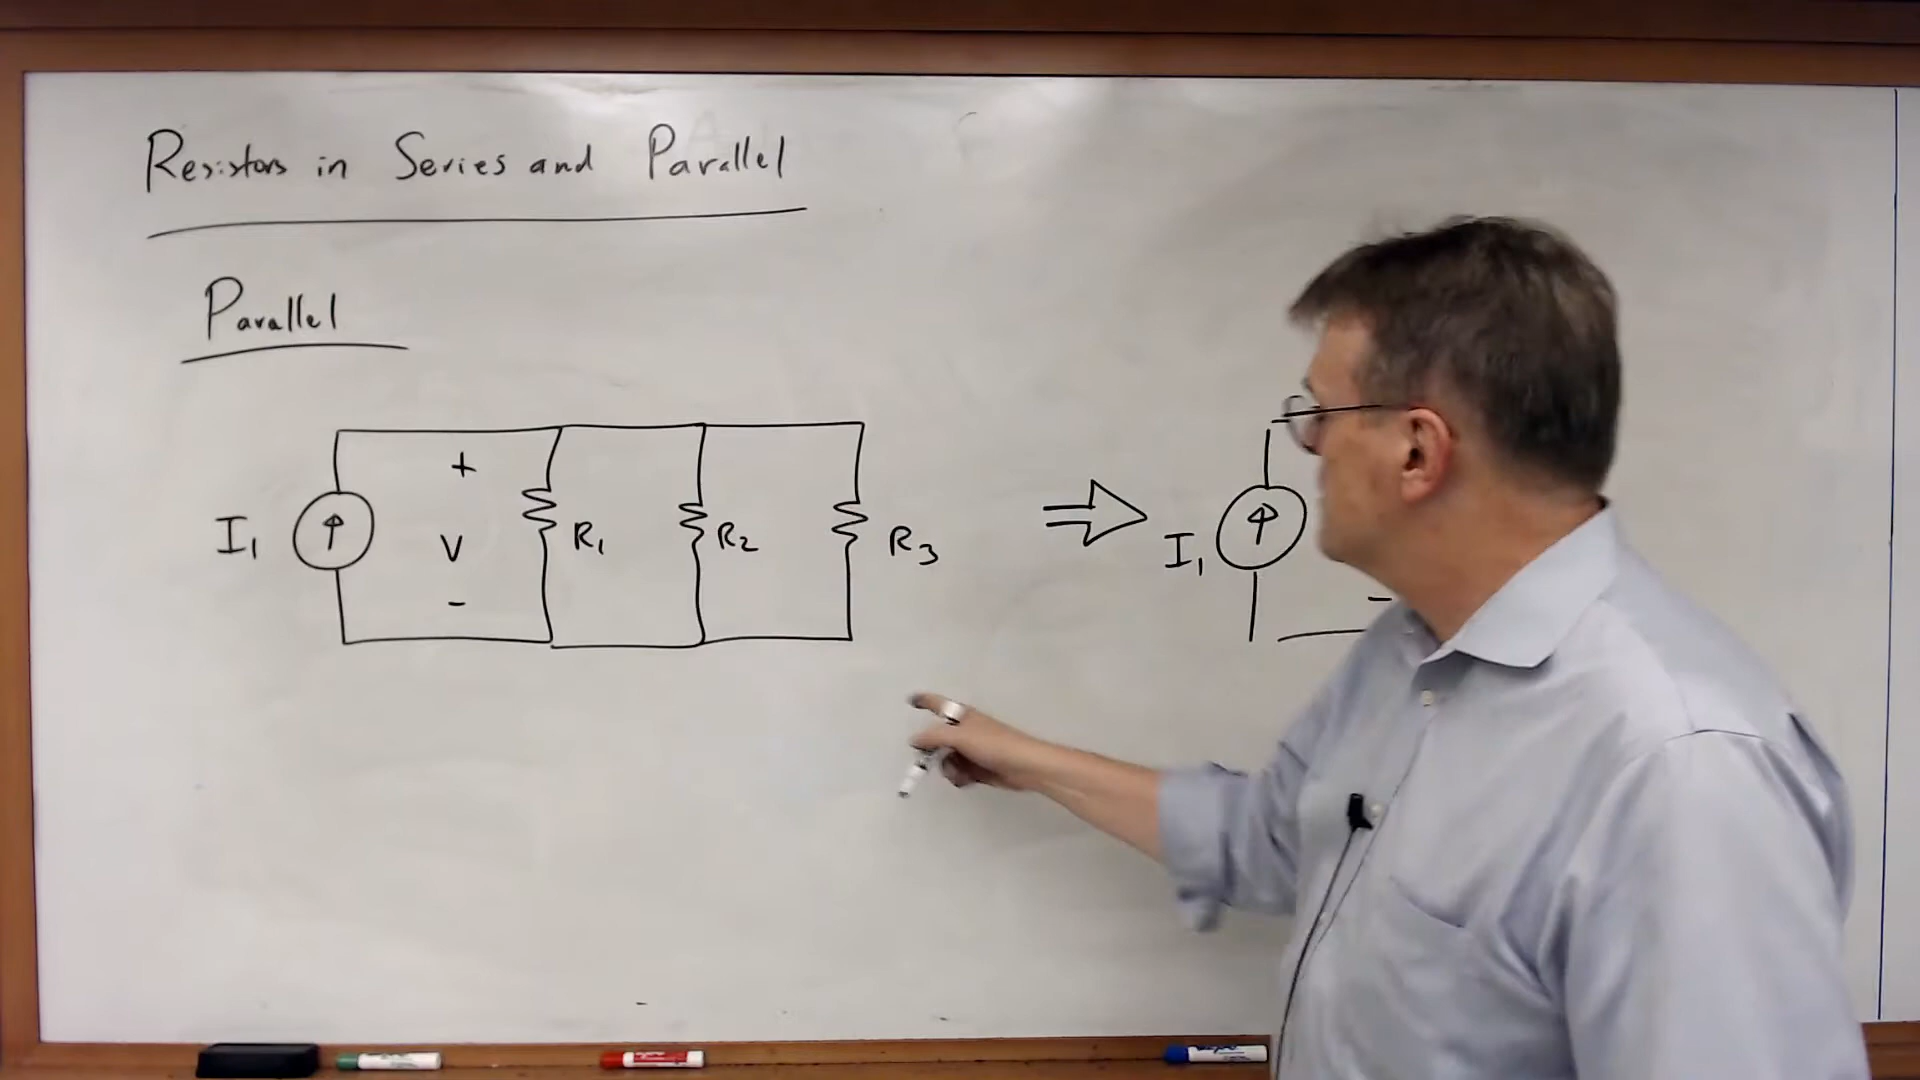 Resistors in Series and Parallel
Parallel
+
I1 V R1 R2 R3
-
I1
-